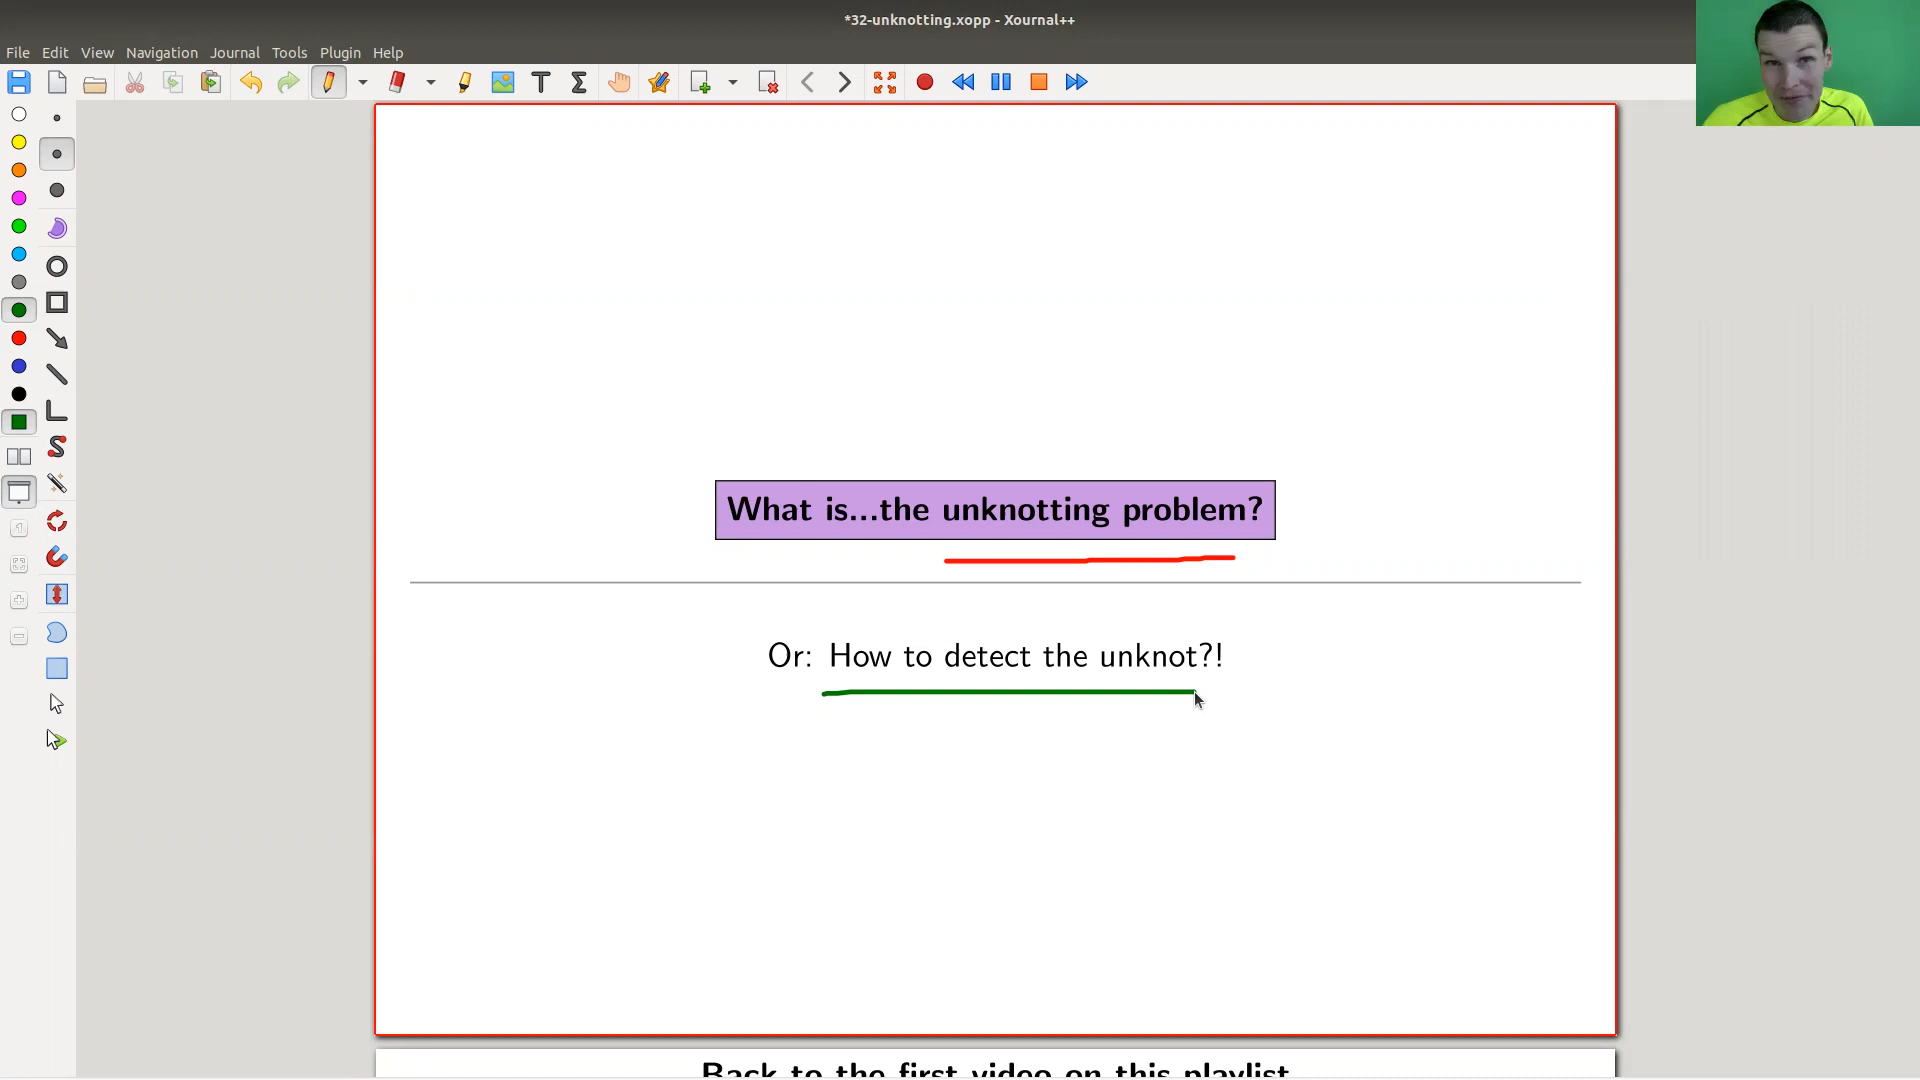 *32-unknotting.xopp - Xournal++
File Edit View Navigation Journal Tools Plugin Help
What is...the unknotting problem?
Or: How to detect the unknot?!
Back to the first video on this playlist